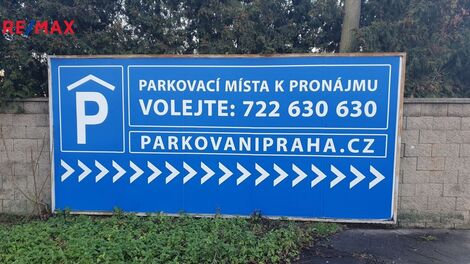 RE/MAX
P
PARKOVACÍ MÍSTA K PRONÁJMU
VOLEJTE: 722 630 630
PARKOVANIPRAHA.CZ